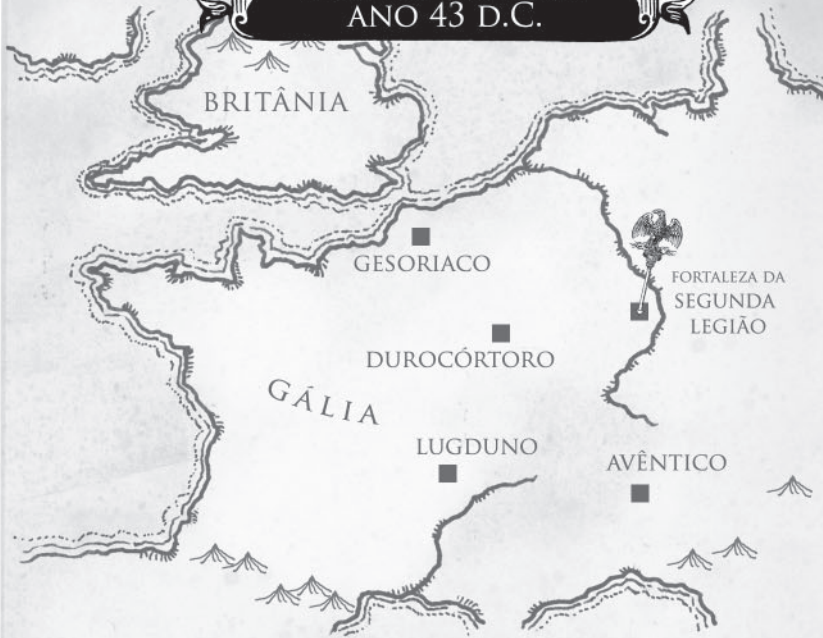 ANO 43 D.C.
BRITÂNIA
GESORIACO
FORTALEZA DA
SEGUNDA
LEGIÃO
DUROCÓRTORO
GÁLIA
LUGDUNO
AVÊNTICO